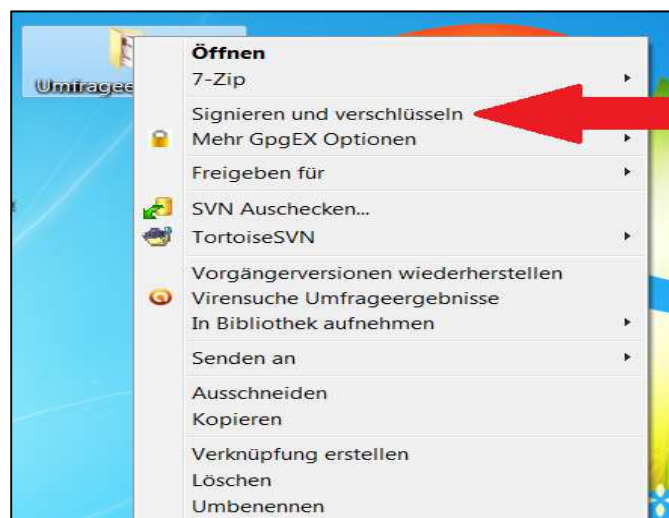 Öffnen
7-Zip
Signieren und verschlüsseln
Mehr GpgEX Optionen
Freigeben für
SVN Auschecken...
TortoiseSVN
Vorgängerversionen wiederherstellen
Virensuche Umfrageergebnisse
In Bibliothek aufnehmen
Senden an
Ausschneiden
Kopieren
Verknüpfung erstellen
Löschen
Umbenennen